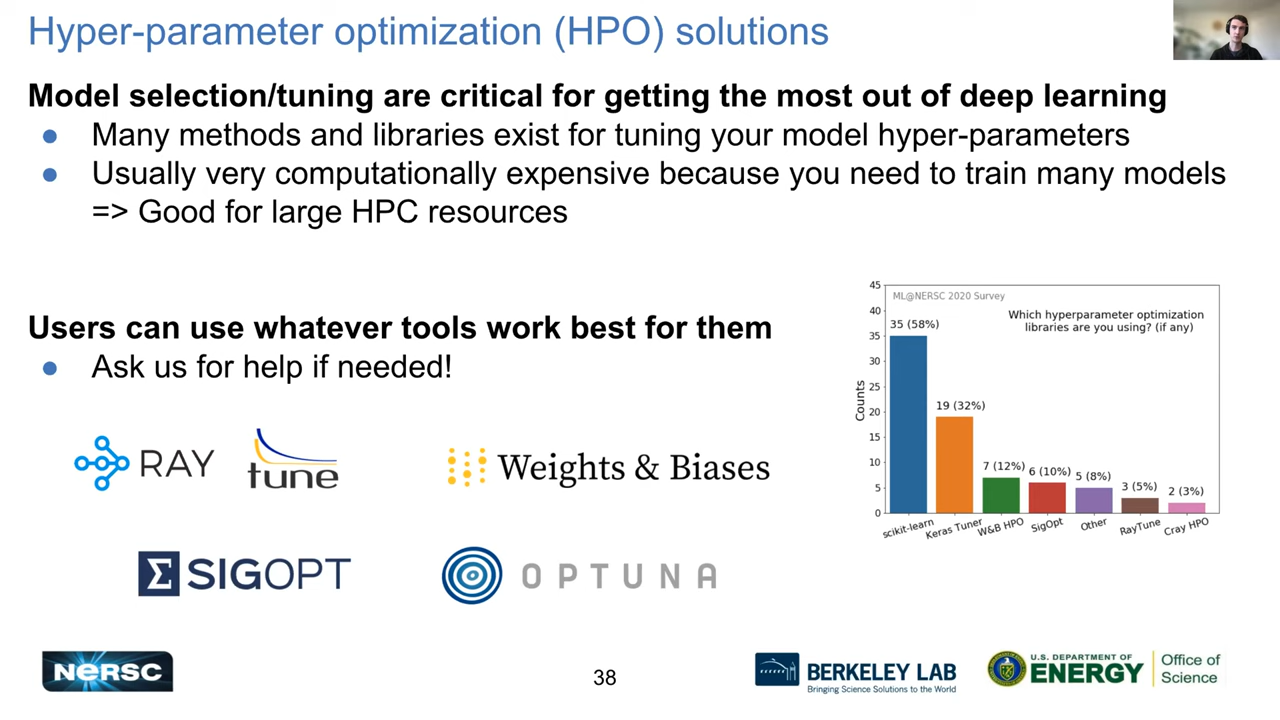 Hyper-parameter optimization (HPO) solutions
Model selection/tuning are critical for getting the most out of deep learning
● Many methods and libraries exist for tuning your model hyper-parameters
● Usually very computationally expensive because you need to train many models
=> Good for large HPC resources
Users can use whatever tools work best for them
● Ask us for help if needed!
RAY
tune
Weights & Biases
ΣSIGOPT
OPTUNA
ML@NERSC 2020 Survey
Which hyperparameter optimization
libraries are you using? (if any)
Counts
45
40
35
30
25
20
15
10
5
0
35 (58%)
19 (32%)
7 (12%)
6 (10%)
5 (8%)
3 (5%)
2 (3%)
scikit-learn
Keras Tuner
W&B HPO
SigOpt
Other
RayTune
Cray HPO
NERSC
38
BERKELEY LAB
Bringing Science Solutions to the World
U.S. DEPARTMENT OF
ENERGY
Office of
Science